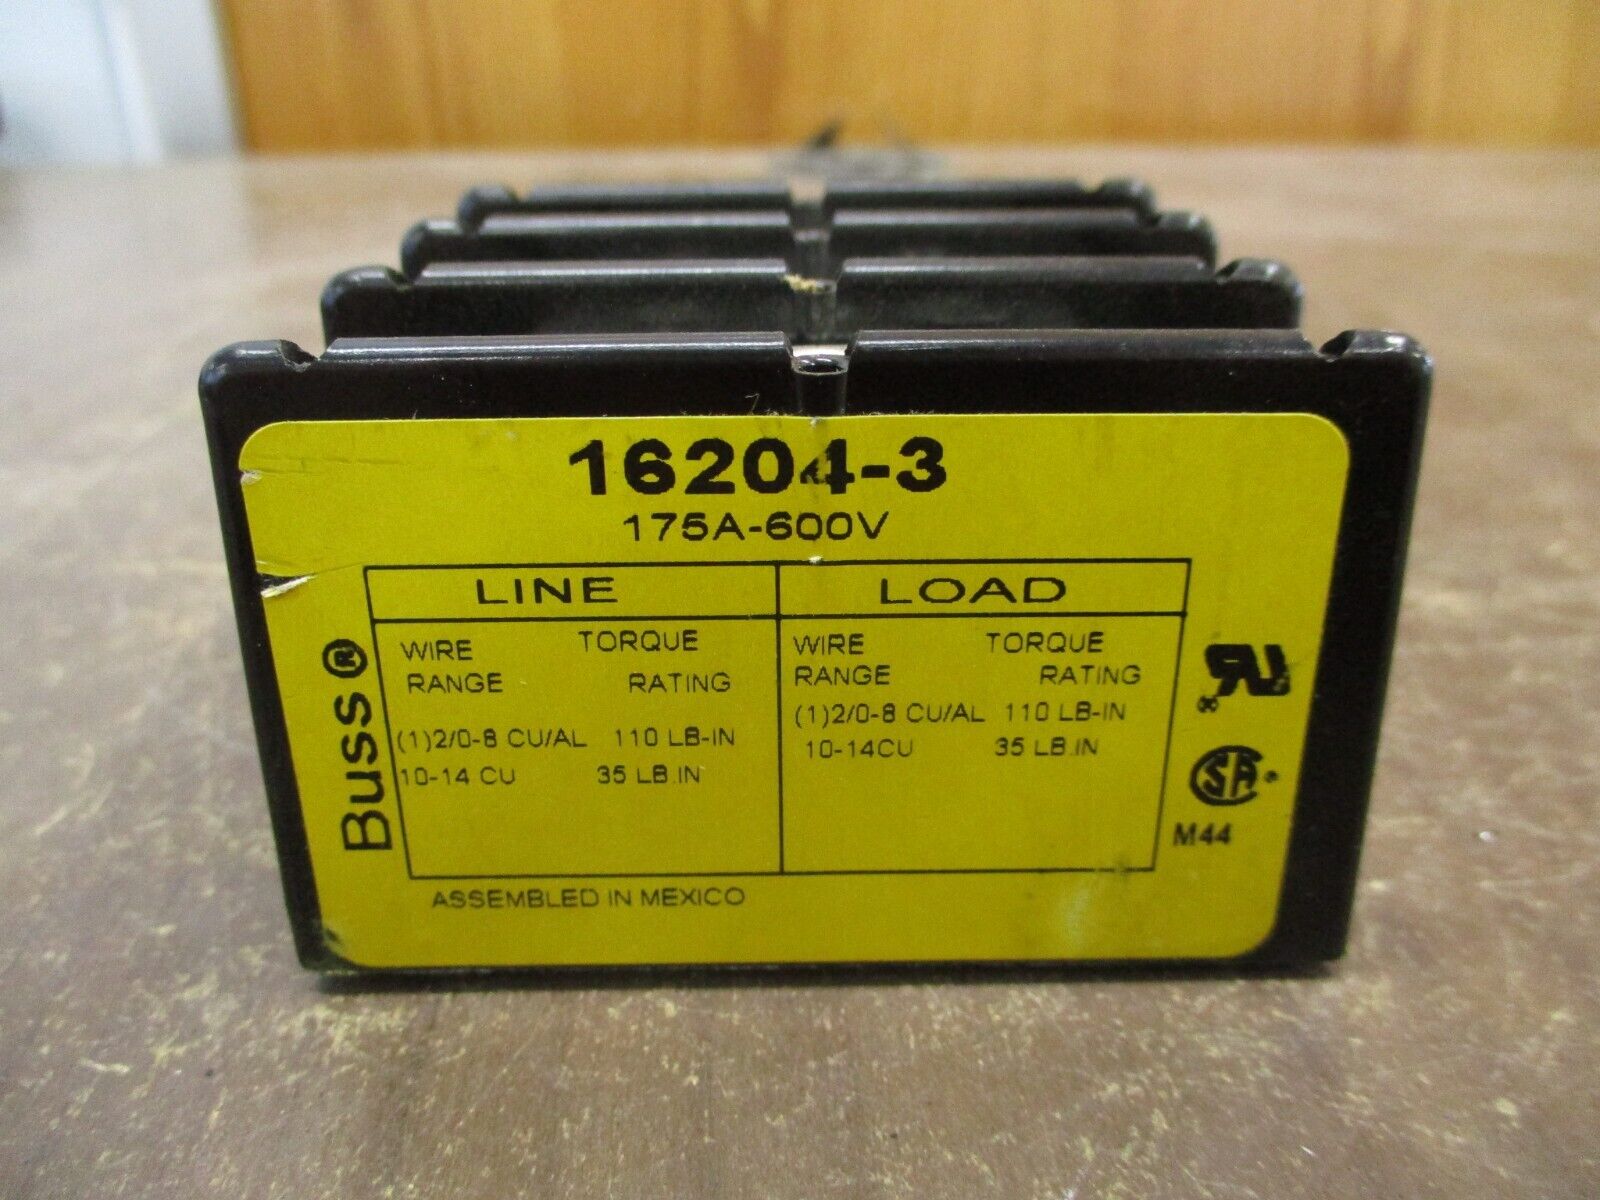 16204-3
175A-600V
LINE LOAD
WIRE TORQUE
RANGE RATING
(1)2/0-8 CU/AL 110 LB-IN
10-14 CU 35 LB.IN
WIRE TORQUE
RANGE RATING
(1)2/0-8 CU/AL 110 LB-IN
10-14CU 35 LB.IN
Buss®
RU
SA®
M44
ASSEMBLED IN MEXICO